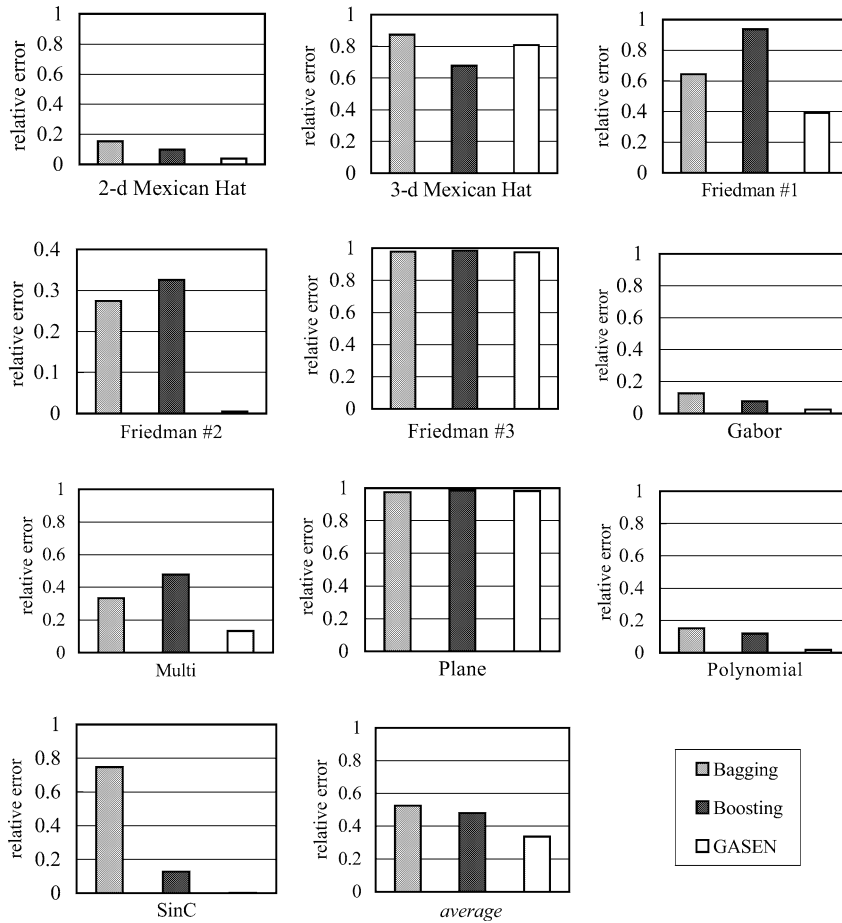 relative error
1
0.8
0.6
0.4
0.2
0
2-d Mexican Hat
relative error
1
0.8
0.6
0.4
0.2
0
3-d Mexican Hat
relative error
1
0.8
0.6
0.4
0.2
0
Friedman #1
relative error
0.4
0.3
0.2
0.1
0
Friedman #2
relative error
1
0.8
0.6
0.4
0.2
0
Friedman #3
relative error
1
0.8
0.6
0.4
0.2
0
Gabor
relative error
1
0.8
0.6
0.4
0.2
0
Multi
relative error
1
0.8
0.6
0.4
0.2
0
Plane
relative error
1
0.8
0.6
0.4
0.2
0
Polynomial
relative error
1
0.8
0.6
0.4
0.2
0
SinC
relative error
1
0.8
0.6
0.4
0.2
0
average
Bagging
Boosting
GASEN